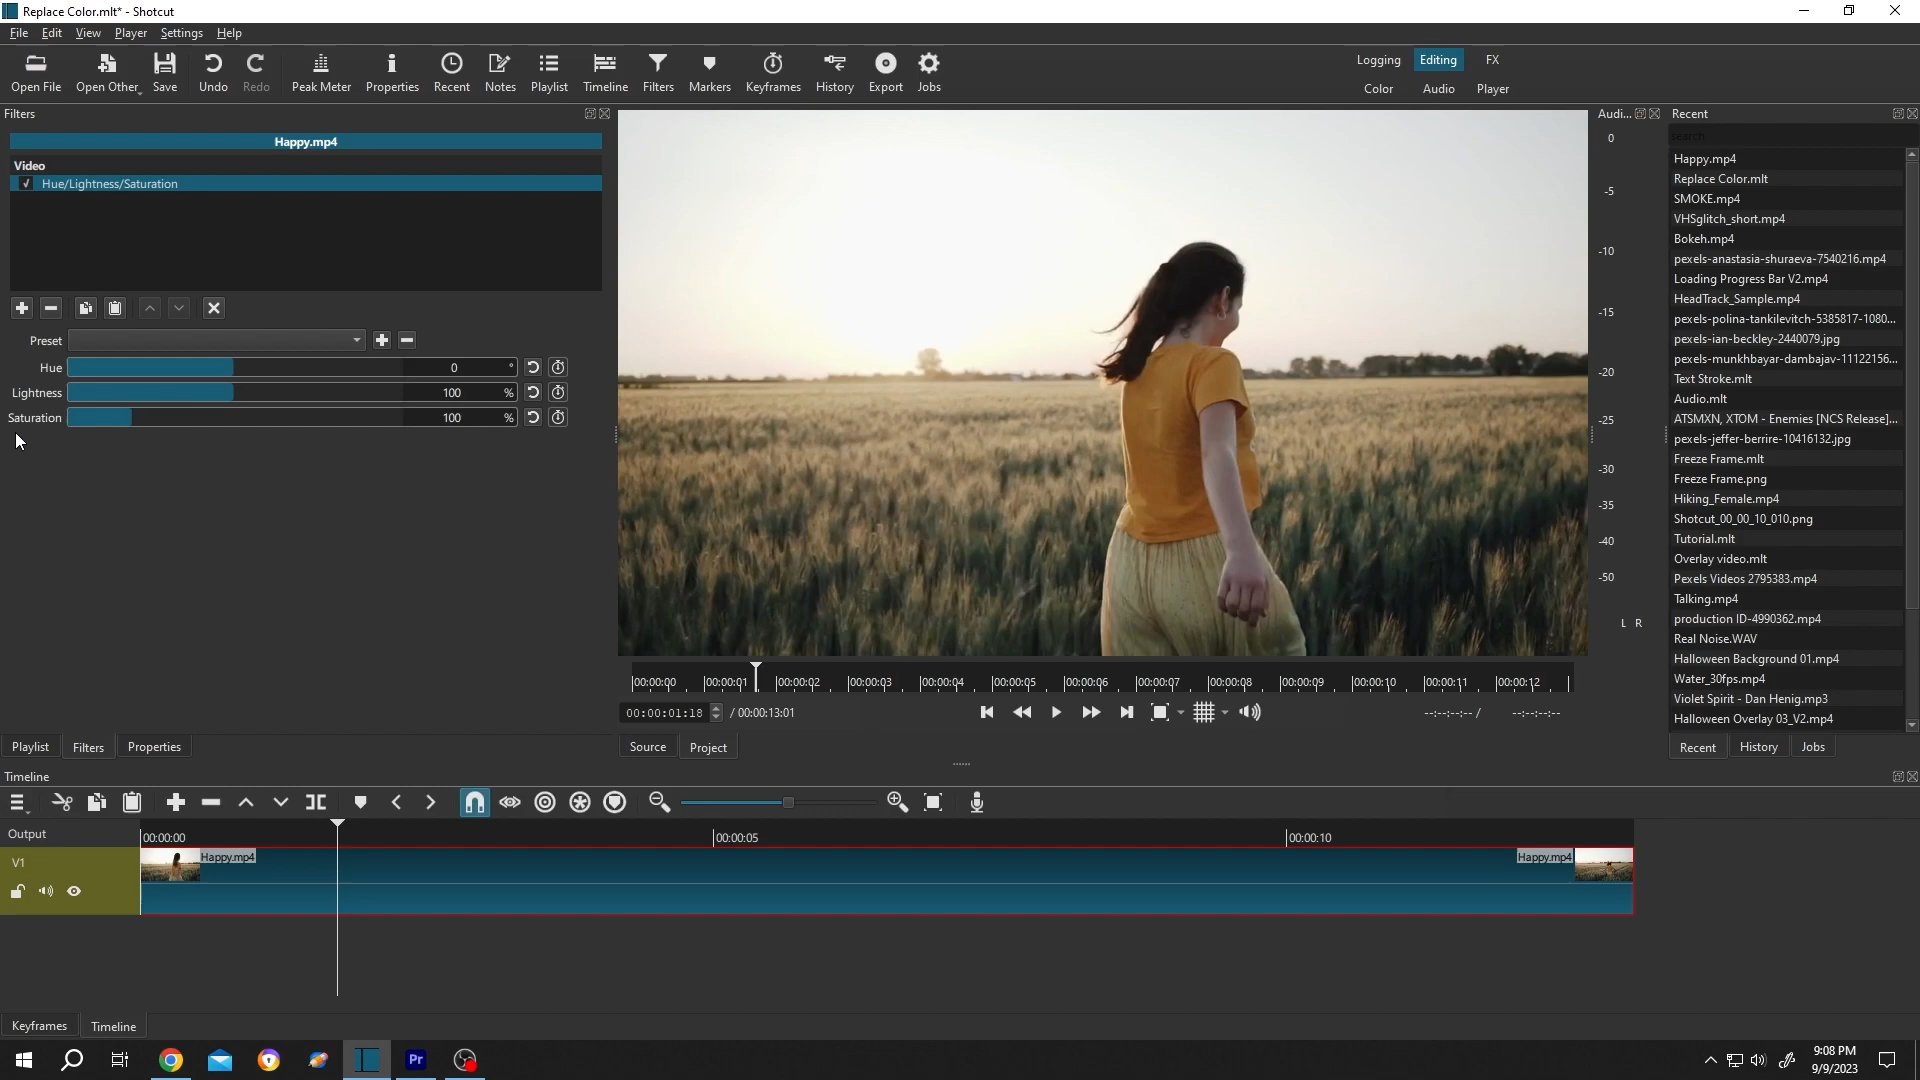 Replace Color.mlt* - Shotcut
File Edit View Player Settings Help
Open File Open Other Save Undo Redo Peak Meter Properties Recent Notes Playlist Timeline Filters Markers Keyframes History Export Jobs
Logging Editing FX
Color Audio Player
Filters
Happy.mp4
Video
Hue/Lightness/Saturation
Preset
Hue 0 °
Lightness 100 %
Saturation 100 %
Playlist Filters Properties
00:00:00 00:00:01 00:00:02 00:00:03 00:00:04 00:00:05 00:00:06 00:00:07 00:00:08 00:00:09 00:00:10 00:00:11 00:00:12
00:00:01:18 / 00:00:13:01 --:--:--:-- / --:--:--:--
Source Project
Audi...
0
-5
-10
-15
-20
-25
-30
-35
-40
-50
L R
Recent
search
Happy.mp4
Replace Color.mlt
SMOKE.mp4
VHSglitch_short.mp4
Bokeh.mp4
pexels-anastasia-shuraeva-7540216.mp4
Loading Progress Bar V2.mp4
HeadTrack_Sample.mp4
pexels-polina-tankilevitch-5385817-1080...
pexels-ian-beckley-2440079.jpg
pexels-munkhbayar-dambajav-11122156...
Text Stroke.mlt
Audio.mlt
ATSMXN, XTOM - Enemies [NCS Release]...
pexels-jeffer-berrire-10416132.jpg
Freeze Frame.mlt
Freeze Frame.png
Hiking_Female.mp4
Shotcut_00_00_10_010.png
Tutorial.mlt
Overlay video.mlt
Pexels Videos 2795383.mp4
Talking.mp4
production ID-4990362.mp4
Real Noise.WAV
Halloween Background 01.mp4
Water_30fps.mp4
Violet Spirit - Dan Henig.mp3
Halloween Overlay 03_V2.mp4
Recent History Jobs
Timeline
Output
00:00:00 00:00:05 00:00:10
V1
Happy.mp4 Happy.mp4
Keyframes Timeline
Pr
9:08 PM
9/9/2023